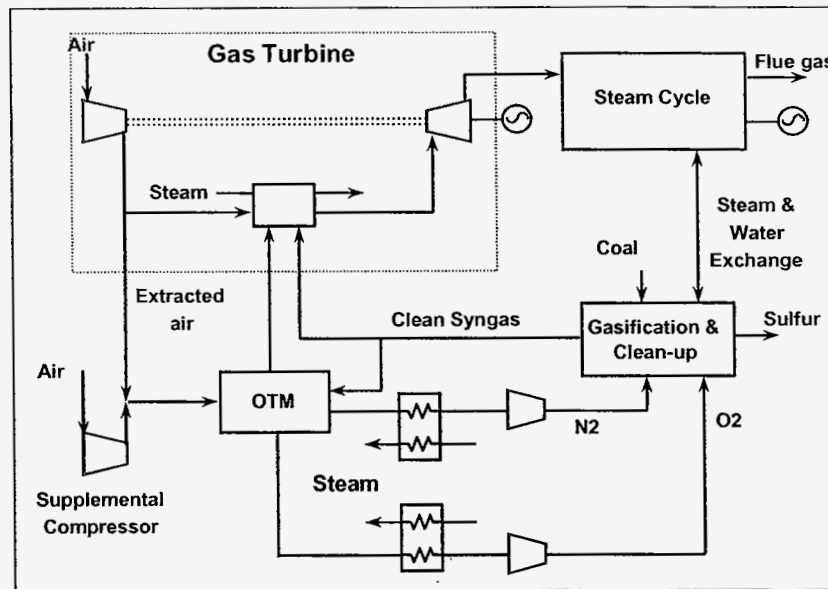 Air
Gas Turbine
Flue gas
Steam Cycle
Steam
Steam &
Water
Exchange
Coal
Extracted
air
Clean Syngas
Gasification &
Clean-up
Sulfur
Air
OTM
N2
O2
Steam
Supplemental
Compressor